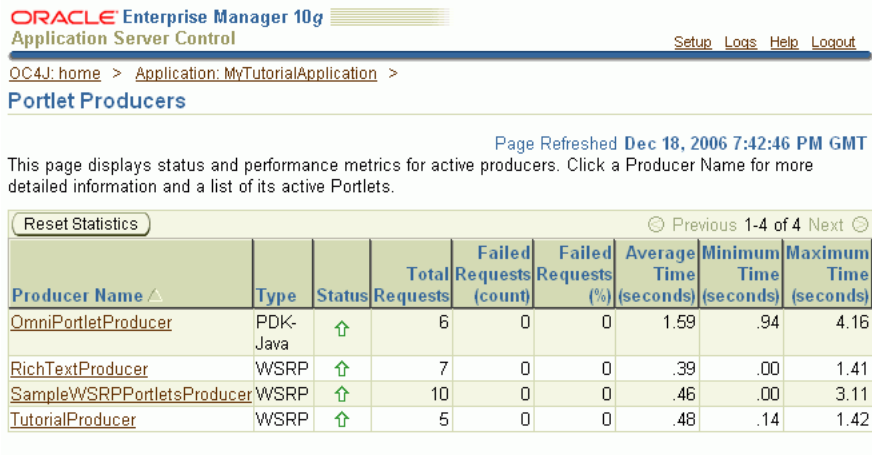 ORACLE Enterprise Manager 10g
Application Server Control
Setup Logs Help Logout
OC4J: home > Application: MyTutorialApplication >
Portlet Producers
Page Refreshed Dec 18, 2006 7:42:46 PM GMT
This page displays status and performance metrics for active producers. Click a Producer Name for more
detailed information and a list of its active Portlets.
Reset Statistics Previous 1-4 of 4 Next
Failed Failed Average Minimum Maximum
Total Requests Requests Time Time Time
Producer Name Type Status Requests (count) (%) (seconds) (seconds) (seconds)
OmniPortletProducer PDK- 6 0 0 1.59 .94 4.16
Java
RichTextProducer WSRP 7 0 0 .39 .00 1.41
SampleWSRPPortletsProducer WSRP 10 0 0 .46 .00 3.11
TutorialProducer WSRP 5 0 0 .48 .14 1.42